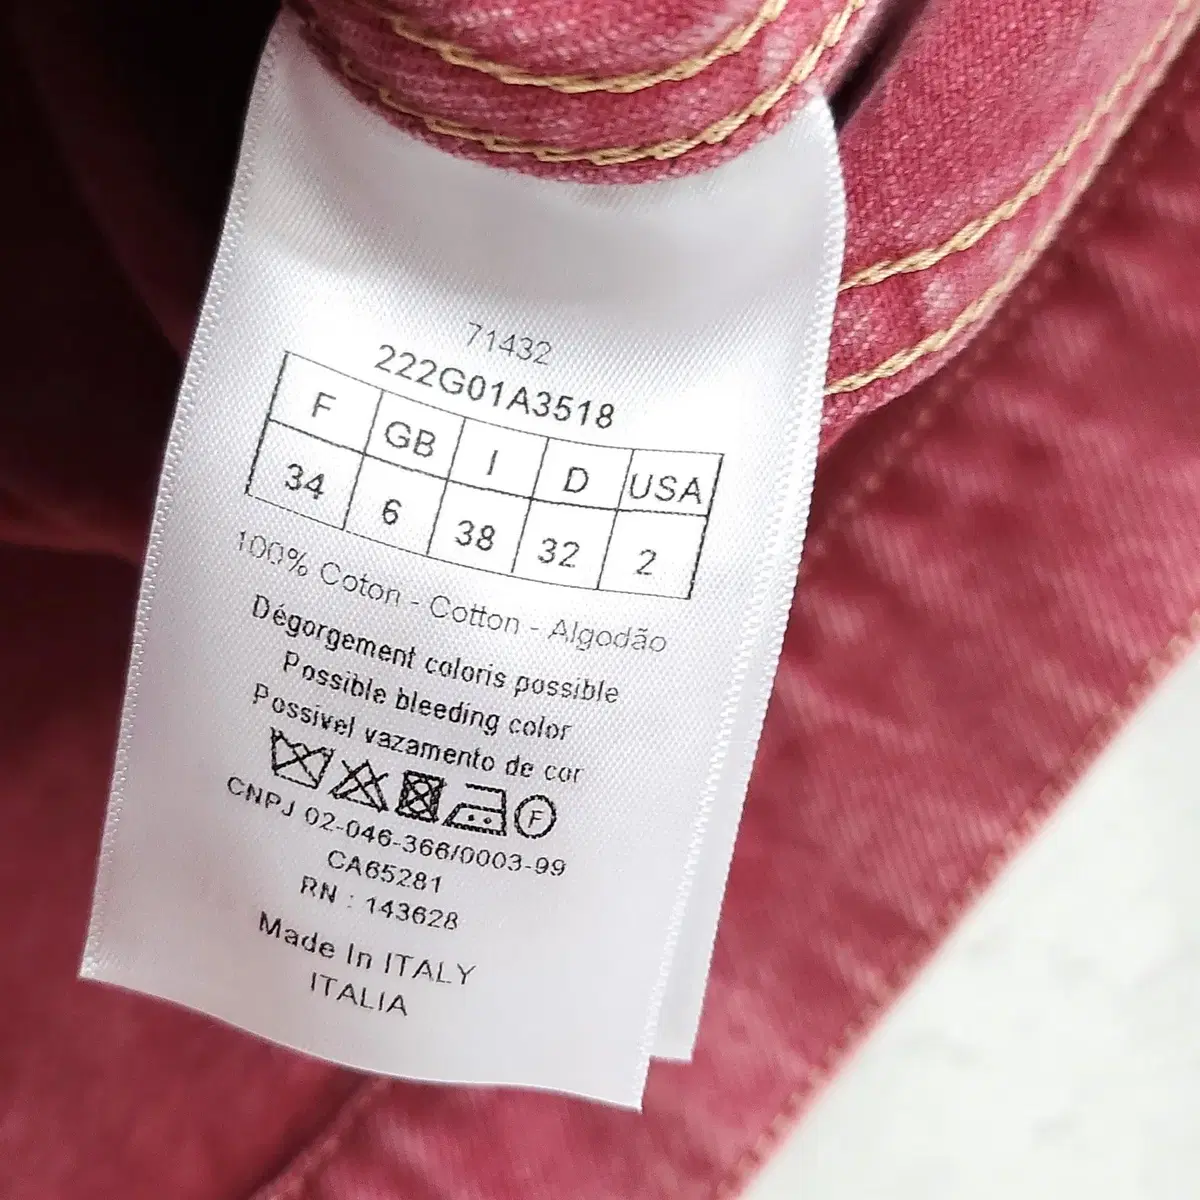 71432
222G01A3518
F GB I D USA
34 6 38 32 2
100% Coton - Cotton - Algodão
Dégorgement coloris possible
Possible bleeding color
Possivel vazamento de cor
F
CNPJ 02-046-366/0003-99
CA65281
RN : 143628
Made In ITALY
ITALIA